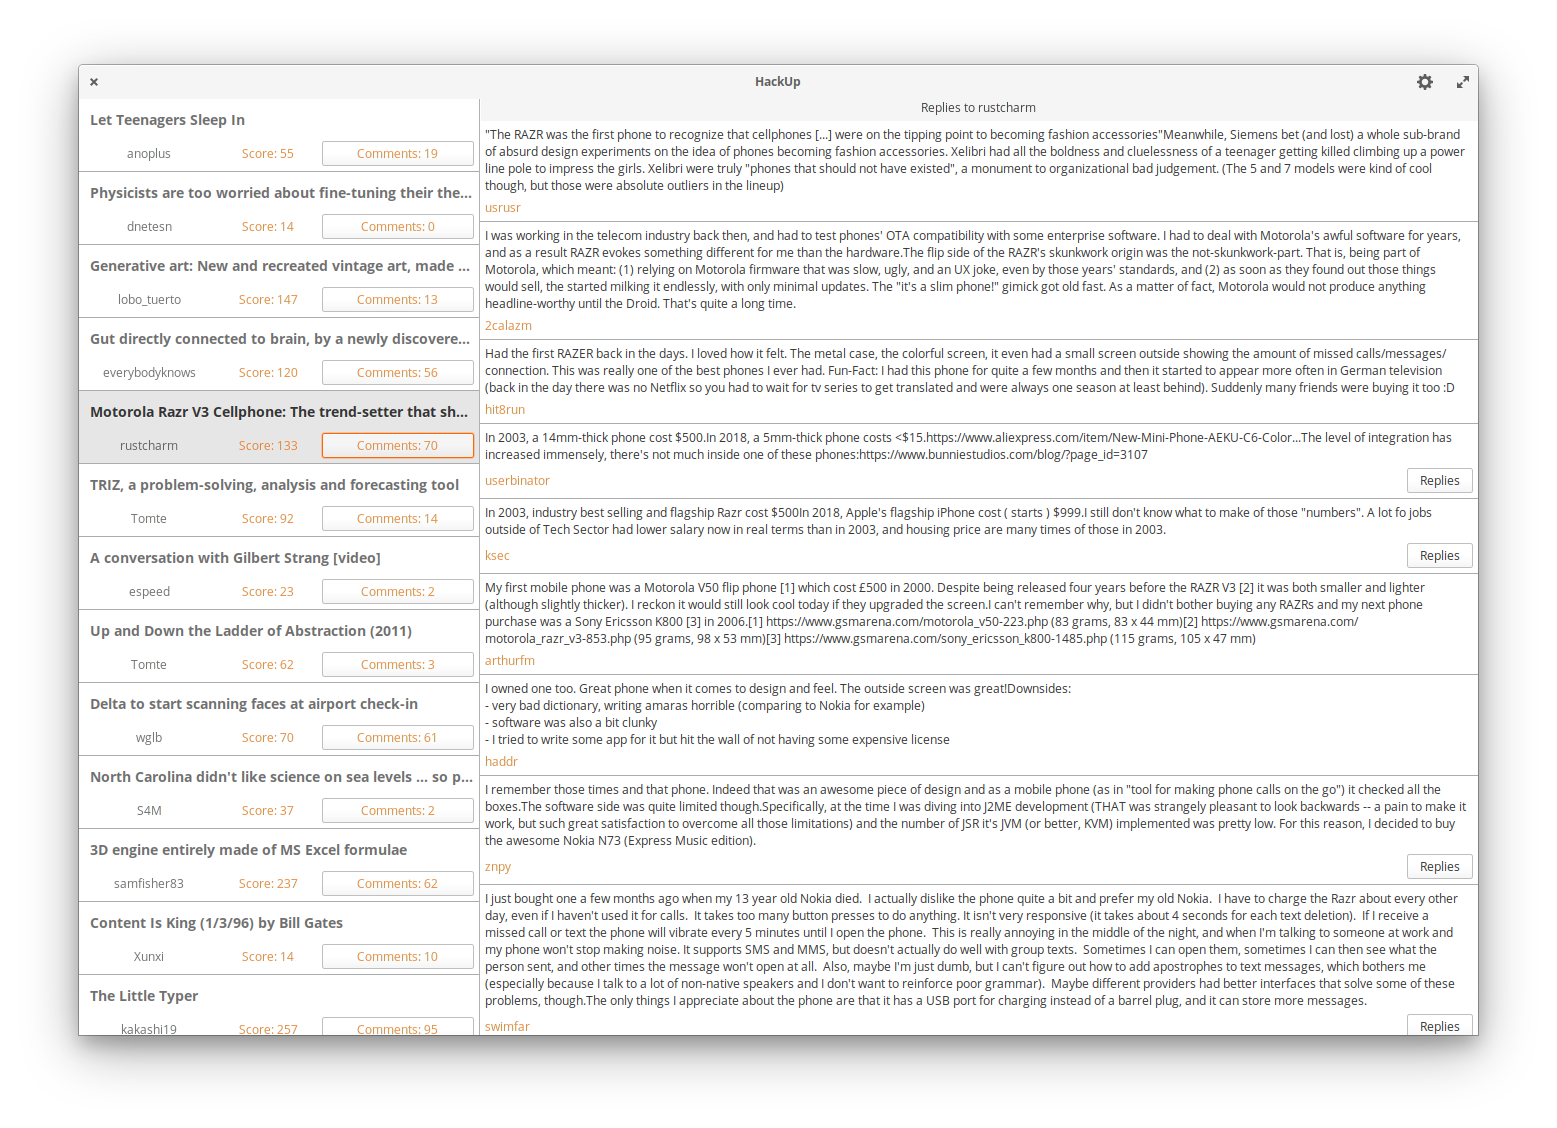 HackUp
Let Teenagers Sleep In
anoplus Score: 55 Comments: 19
Physicists are too worried about fine-tuning their the...
dnetesn Score: 14 Comments: 0
Generative art: New and recreated vintage art, made ...
lobo_tuerto Score: 147 Comments: 13
Gut directly connected to brain, by a newly discovere...
everybodyknows Score: 120 Comments: 56
Motorola Razr V3 Cellphone: The trend-setter that sh...
rustcharm Score: 133 Comments: 70
TRIZ, a problem-solving, analysis and forecasting tool
Tomte Score: 92 Comments: 14
A conversation with Gilbert Strang [video]
espeed Score: 23 Comments: 2
Up and Down the Ladder of Abstraction (2011)
Tomte Score: 62 Comments: 3
Delta to start scanning faces at airport check-in
wglb Score: 70 Comments: 61
North Carolina didn't like science on sea levels ... so p...
S4M Score: 37 Comments: 2
3D engine entirely made of MS Excel formulae
samfisher83 Score: 237 Comments: 62
Content Is King (1/3/96) by Bill Gates
Xunxi Score: 14 Comments: 10
The Little Typer
kakashi19 Score: 257 Comments: 95
Replies to rustcharm
"The RAZR was the first phone to recognize that cellphones [...] were on the tipping point to becoming fashion accessories"Meanwhile, Siemens bet (and lost) a whole sub-brand
of absurd design experiments on the idea of phones becoming fashion accessories. Xelibri had all the boldness and cluelessness of a teenager getting killed climbing up a power
line pole to impress the girls. Xelibri were truly "phones that should not have existed", a monument to organizational bad judgement. (The 5 and 7 models were kind of cool
though, but those were absolute outliers in the lineup)
usrusr
I was working in the telecom industry back then, and had to test phones' OTA compatibility with some enterprise software. I had to deal with Motorola's awful software for years,
and as a result RAZR evokes something different for me than the hardware.The flip side of the RAZR's skunkwork origin was the not-skunkwork-part. That is, being part of
Motorola, which meant: (1) relying on Motorola firmware that was slow, ugly, and an UX joke, even by those years' standards, and (2) as soon as they found out those things
would sell, the started milking it endlessly, with only minimal updates. The "it's a slim phone!" gimick got old fast. As a matter of fact, Motorola would not produce anything
headline-worthy until the Droid. That's quite a long time.
2calazm
Had the first RAZER back in the days. I loved how it felt. The metal case, the colorful screen, it even had a small screen outside showing the amount of missed calls/messages/
connection. This was really one of the best phones I ever had. Fun-Fact: I had this phone for quite a few months and then it started to appear more often in German television
(back in the day there was no Netflix so you had to wait for tv series to get translated and were always one season at least behind). Suddenly many friends were buying it too :D
hit8run
In 2003, a 14mm-thick phone cost $500.In 2018, a 5mm-thick phone costs <$15.https://www.aliexpress.com/item/New-Mini-Phone-AEKU-C6-Color...The level of integration has
increased immensely, there's not much inside one of these phones:https://www.bunniestudios.com/blog/?page_id=3107
userbinator Replies
In 2003, industry best selling and flagship Razr cost $500In 2018, Apple's flagship iPhone cost ( starts ) $999.I still don't know what to make of those "numbers". A lot fo jobs
outside of Tech Sector had lower salary now in real terms than in 2003, and housing price are many times of those in 2003.
ksec Replies
My first mobile phone was a Motorola V50 flip phone [1] which cost £500 in 2000. Despite being released four years before the RAZR V3 [2] it was both smaller and lighter
(although slightly thicker). I reckon it would still look cool today if they upgraded the screen.I can't remember why, but I didn't bother buying any RAZRs and my next phone
purchase was a Sony Ericsson K800 [3] in 2006.[1] https://www.gsmarena.com/motorola_v50-223.php (83 grams, 83 x 44 mm)[2] https://www.gsmarena.com/
motorola_razr_v3-853.php (95 grams, 98 x 53 mm)[3] https://www.gsmarena.com/sony_ericsson_k800-1485.php (115 grams, 105 x 47 mm)
arthurfm
I owned one too. Great phone when it comes to design and feel. The outside screen was great!Downsides:
- very bad dictionary, writing amaras horrible (comparing to Nokia for example)
- software was also a bit clunky
- I tried to write some app for it but hit the wall of not having some expensive license
haddr
I remember those times and that phone. Indeed that was an awesome piece of design and as a mobile phone (as in "tool for making phone calls on the go") it checked all the
boxes.The software side was quite limited though.Specifically, at the time I was diving into J2ME development (THAT was strangely pleasant to look backwards -- a pain to make it
work, but such great satisfaction to overcome all those limitations) and the number of JSR it's JVM (or better, KVM) implemented was pretty low. For this reason, I decided to buy
the awesome Nokia N73 (Express Music edition).
znpy Replies
I just bought one a few months ago when my 13 year old Nokia died.  I actually dislike the phone quite a bit and prefer my old Nokia.  I have to charge the Razr about every other
day, even if I haven't used it for calls.  It takes too many button presses to do anything. It isn't very responsive (it takes about 4 seconds for each text deletion).  If I receive a
missed call or text the phone will vibrate every 5 minutes until I open the phone.  This is really annoying in the middle of the night, and when I'm talking to someone at work and
my phone won't stop making noise. It supports SMS and MMS, but doesn't actually do well with group texts.  Sometimes I can open them, sometimes I can then see what the
person sent, and other times the message won't open at all.  Also, maybe I'm just dumb, but I can't figure out how to add apostrophes to text messages, which bothers me
(especially because I talk to a lot of non-native speakers and I don't want to reinforce poor grammar).  Maybe different providers had better interfaces that solve some of these
problems, though.The only things I appreciate about the phone are that it has a USB port for charging instead of a barrel plug, and it can store more messages.
swimfar Replies